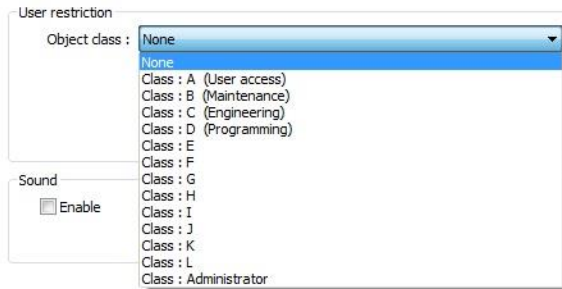 User restriction
Object class : None
None
Class : A (User access)
Class : B (Maintenance)
Class : C (Engineering)
Class : D (Programming)
Class : E
Class : F
Class : G
Class : H
Class : I
Class : J
Class : K
Class : L
Class : Administrator
Sound
Enable